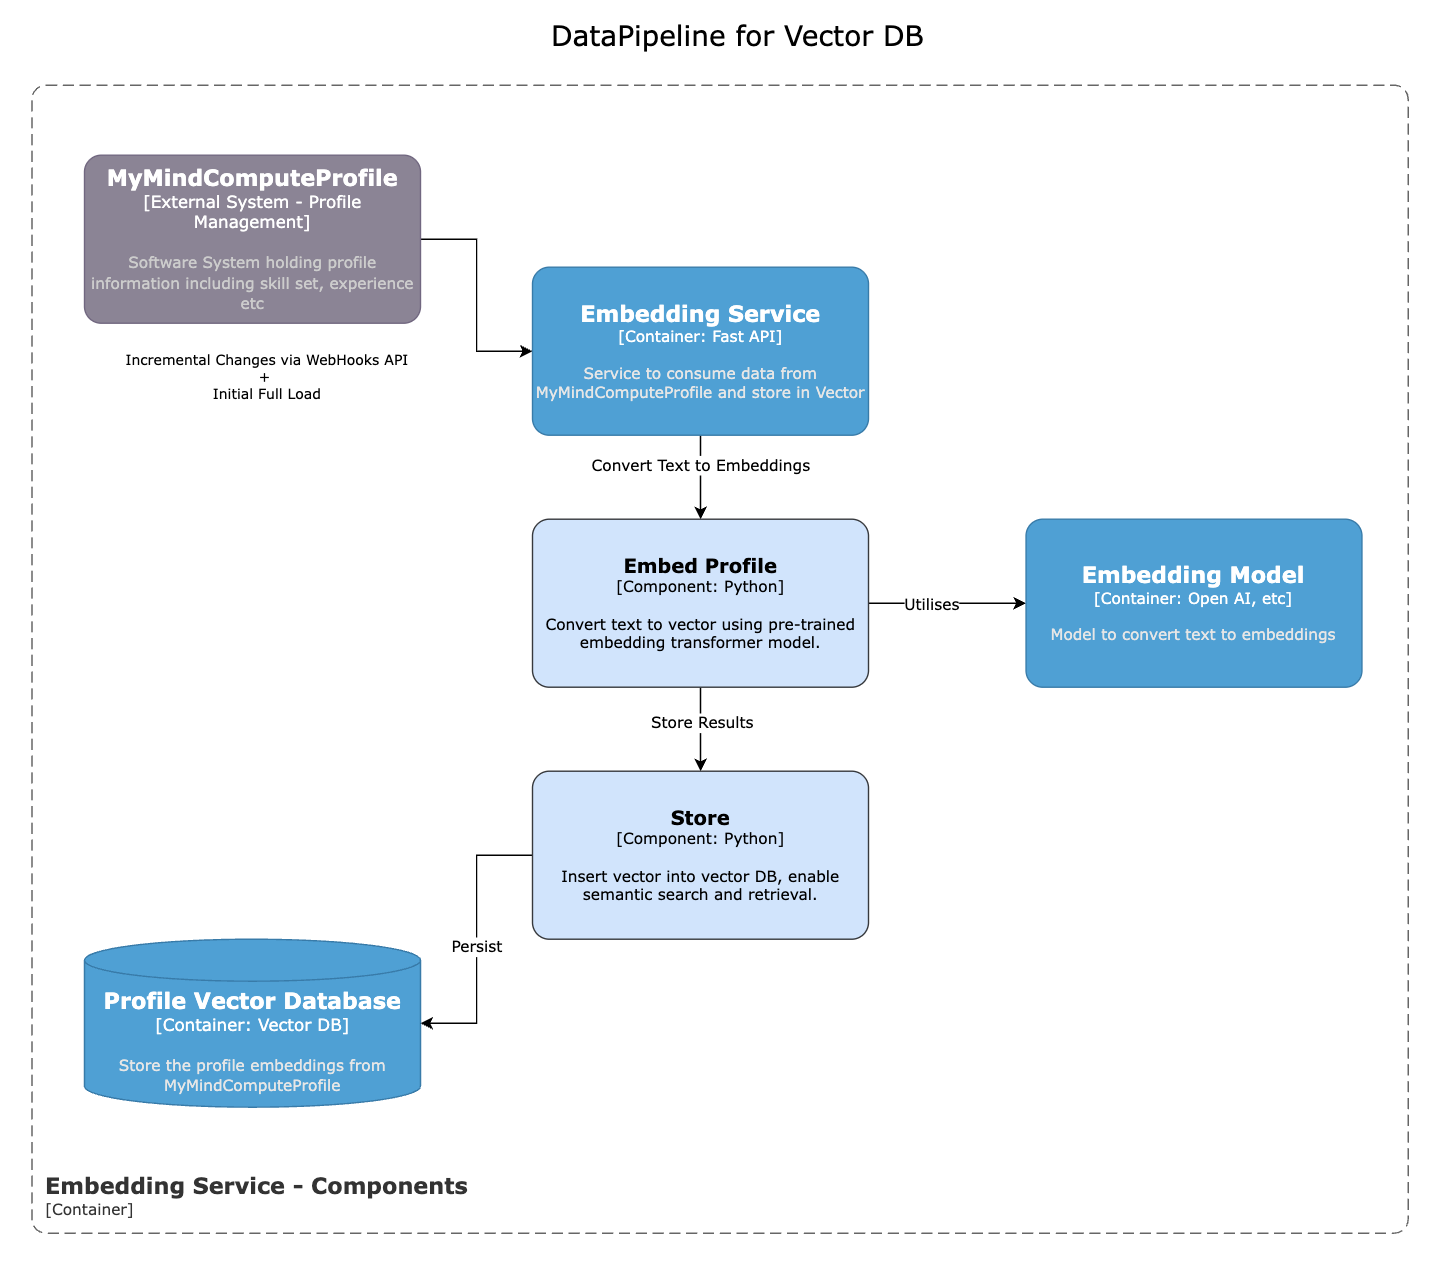 DataPipeline for Vector DB
MyMindComputeProfile
[External System - Profile
Management]
Software System holding profile
information including skill set, experience
etc
Incremental Changes via WebHooks API
+
Initial Full Load
Embedding Service
[Container: Fast API]
Service to consume data from
MyMindComputeProfile and store in Vector
Convert Text to Embeddings
Embed Profile
[Component: Python]
Convert text to vector using pre-trained
embedding transformer model.
Utilises
Embedding Model
[Container: Open AI, etc]
Model to convert text to embeddings
Store Results
Store
[Component: Python]
Insert vector into vector DB, enable
semantic search and retrieval.
Persist
Profile Vector Database
[Container: Vector DB]
Store the profile embeddings from
MyMindComputeProfile
Embedding Service - Components
[Container]